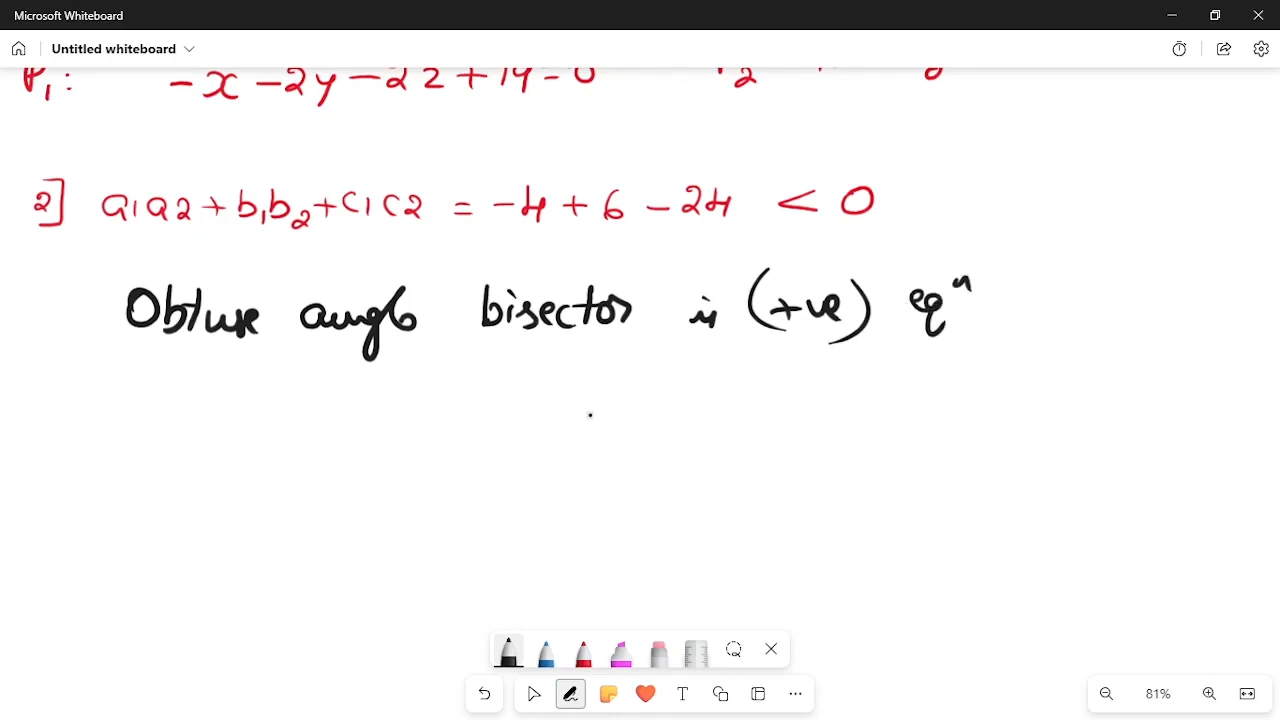 Microsoft Whiteboard
Untitled whiteboard
P₁: -x -2y -2z +19 = 0
2] a₁a₂ + b₁b₂ + c₁c₂ = -4 + 6 - 24 < 0
Obtuse angle bisector is (+ve) eqⁿ
81%